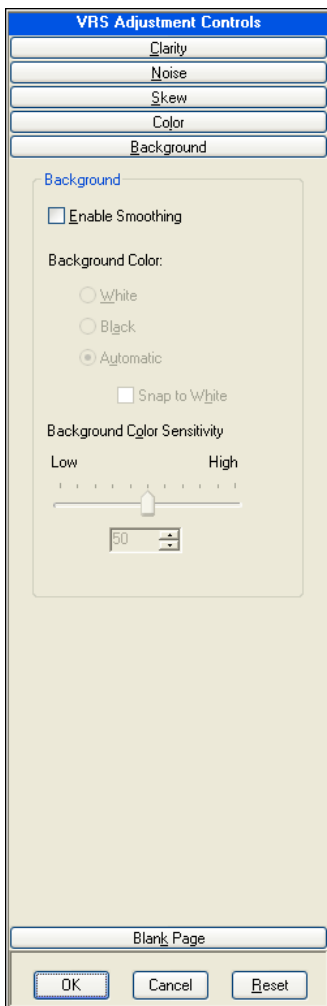 VRS Adjustment Controls
Clarity
Noise
Skew
Color
Background
Background
Enable Smoothing
Background Color:
White
Black
Automatic
Snap to White
Background Color Sensitivity
Low High
50
Blank Page
OK Cancel Reset